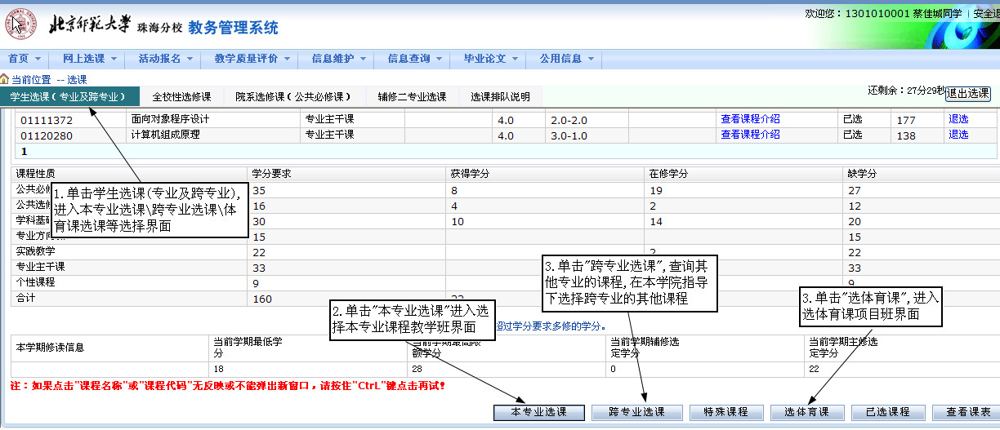 欢迎您：1301010001 蔡佳城同学 | 安全退
北京师范大学 珠海分校 教务管理系统
首页 网上选课 活动报名 教学质量评价 信息维护 信息查询 毕业论文 公用信息
当前位置 -- 选课
学生选课（专业及跨专业） 全校性选修课 院系选修课（公共必修课） 辅修二专业选课 选课排队说明 还剩余：27分29秒 退出选课
01111372 面向对象程序设计 专业主干课 4.0 2.0-2.0 查看课程介绍 已选 177 退选
01120280 计算机组成原理 专业主干课 4.0 3.0-1.0 查看课程介绍 已选 138 退选
1
课程性质 学分要求 获得学分 在修学分 缺学分
公共必修 35 8 19 27
公共选修 16 4 2 12
学科基础 30 10 14 20
专业方向 15 15
实践教学 22 2 22
专业主干课 33 33
个性课程 9 9
合计 160 22
1.单击学生选课(专业及跨专业),
进入本专业选课\跨专业选课\体
育课选课等选择界面
3.单击"跨专业选课",查询其
他专业的课程,在本学院指导
下选择跨专业的其他课程
3.单击"选体育课",进入
选体育课项目班界面
2.单击"本专业选课"进入选
择本专业课程教学班界面
超过学分要求多修的学分。
本学期修读信息 当前学期最低学分 当前学期最高限额学分 当前学期辅修选定学分 当前学期主修选定学分
18 28 0 22
注：如果点击"课程名称"或"课程代码"无反映或不能弹出新窗口，请按住"CtrL"键点击再试！
本专业选课 跨专业选课 特殊课程 选体育课 已选课程 查看课表